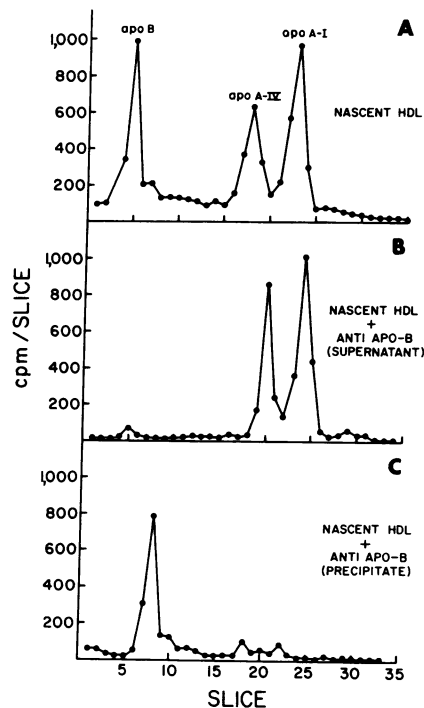 A
apo B
apo A-IV
apo A-I
1,000
800
600
400
200
NASCENT HDL
B
1,000
800
600
400
200
NASCENT HDL
+
ANTI APO-B
(SUPERNATANT)
cpm/SLICE
C
1,000
800
600
400
200
NASCENT HDL
+
ANTI APO-B
(PRECIPITATE)
5 10 15 20 25 30 35
SLICE